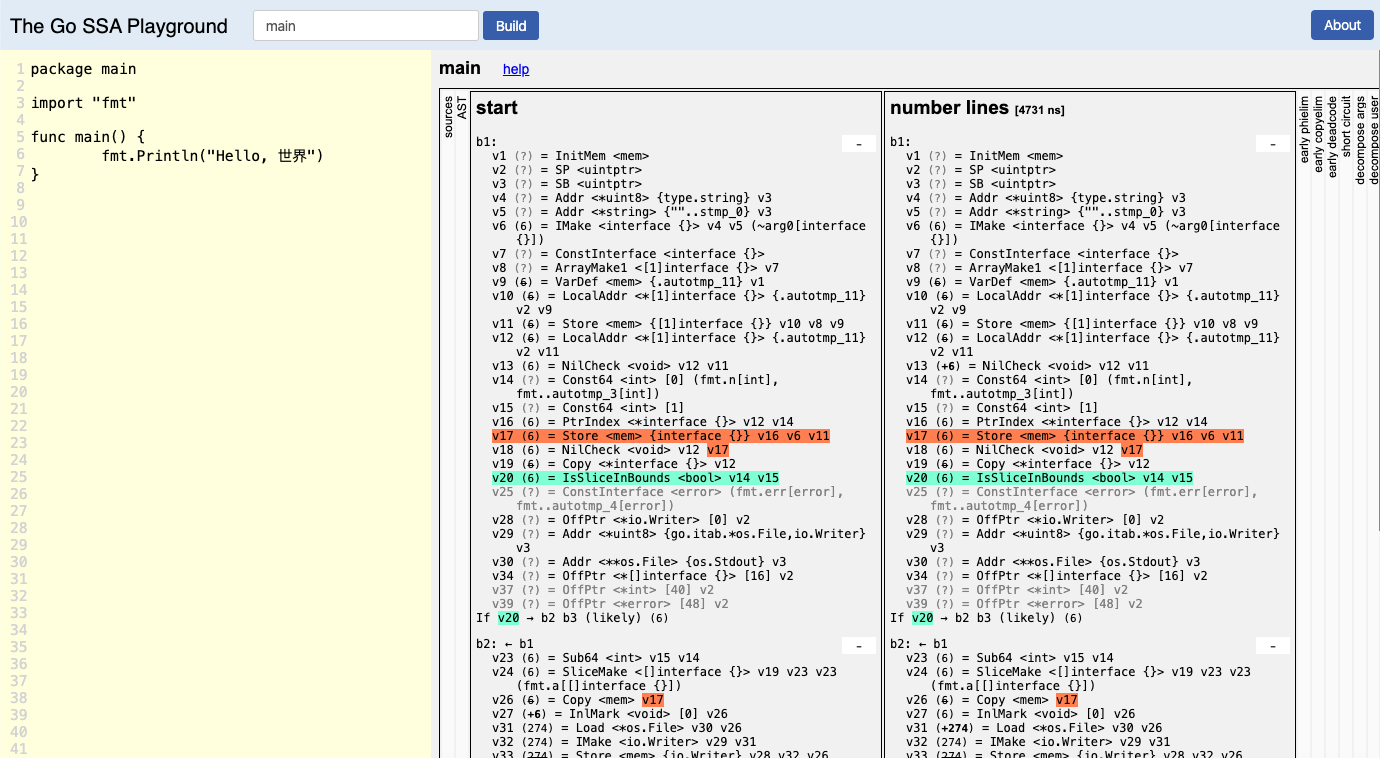 The Go SSA Playground
main
Build
About
1 package main
2
3 import "fmt"
4
5 func main() {
6 fmt.Println("Hello, 世界")
7 }
8
9
10
11
12
13
14
15
16
17
18
19
20
21
22
23
24
25
26
27
28
29
30
31
32
33
34
35
36
37
38
39
40
41
main help
sources
AST
start
b1:
-
v1 (?) = InitMem <mem>
v2 (?) = SP <uintptr>
v3 (?) = SB <uintptr>
v4 (?) = Addr <*uint8> {type.string} v3
v5 (?) = Addr <*string> {""..stmp_0} v3
v6 (6) = IMake <interface {}> v4 v5 (~arg0[interface
{}])
v7 (?) = ConstInterface <interface {}>
v8 (?) = ArrayMake1 <[1]interface {}> v7
v9 (6) = VarDef <mem> {.autotmp_11} v1
v10 (6) = LocalAddr <*[1]interface {}> {.autotmp_11}
v2 v9
v11 (6) = Store <mem> {[1]interface {}} v10 v8 v9
v12 (6) = LocalAddr <*[1]interface {}> {.autotmp_11}
v2 v11
v13 (6) = NilCheck <void> v12 v11
v14 (?) = Const64 <int> [0] (fmt.n[int],
fmt..autotmp_3[int])
v15 (?) = Const64 <int> [1]
v16 (6) = PtrIndex <*interface {}> v12 v14
v17 (6) = Store <mem> {interface {}} v16 v6 v11
v18 (6) = NilCheck <void> v12 v17
v19 (6) = Copy <*interface {}> v12
v20 (6) = IsSliceInBounds <bool> v14 v15
v25 (?) = ConstInterface <error> (fmt.err[error],
fmt..autotmp_4[error])
v28 (?) = OffPtr <*io.Writer> [0] v2
v29 (?) = Addr <*uint8> {go.itab.*os.File,io.Writer}
v3
v30 (?) = Addr <**os.File> {os.Stdout} v3
v34 (?) = OffPtr <*[]interface {}> [16] v2
v37 (?) = OffPtr <*int> [40] v2
v39 (?) = OffPtr <*error> [48] v2
If v20 → b2 b3 (likely) (6)
b2: ← b1
-
v23 (6) = Sub64 <int> v15 v14
v24 (6) = SliceMake <[]interface {}> v19 v23 v23
(fmt.a[[]interface {}])
v26 (6) = Copy <mem> v17
v27 (+6) = InlMark <void> [0] v26
v31 (274) = Load <*os.File> v30 v26
v32 (274) = IMake <io.Writer> v29 v31
v33 (274) = Store <mem> {io.Writer} v28 v32 v26
number lines [4731 ns]
b1:
-
v1 (?) = InitMem <mem>
v2 (?) = SP <uintptr>
v3 (?) = SB <uintptr>
v4 (?) = Addr <*uint8> {type.string} v3
v5 (?) = Addr <*string> {""..stmp_0} v3
v6 (6) = IMake <interface {}> v4 v5 (~arg0[interface
{}])
v7 (?) = ConstInterface <interface {}>
v8 (?) = ArrayMake1 <[1]interface {}> v7
v9 (6) = VarDef <mem> {.autotmp_11} v1
v10 (6) = LocalAddr <*[1]interface {}> {.autotmp_11}
v2 v9
v11 (6) = Store <mem> {[1]interface {}} v10 v8 v9
v12 (6) = LocalAddr <*[1]interface {}> {.autotmp_11}
v2 v11
v13 (+6) = NilCheck <void> v12 v11
v14 (?) = Const64 <int> [0] (fmt.n[int],
fmt..autotmp_3[int])
v15 (?) = Const64 <int> [1]
v16 (6) = PtrIndex <*interface {}> v12 v14
v17 (6) = Store <mem> {interface {}} v16 v6 v11
v18 (6) = NilCheck <void> v12 v17
v19 (6) = Copy <*interface {}> v12
v20 (6) = IsSliceInBounds <bool> v14 v15
v25 (?) = ConstInterface <error> (fmt.err[error],
fmt..autotmp_4[error])
v28 (?) = OffPtr <*io.Writer> [0] v2
v29 (?) = Addr <*uint8> {go.itab.*os.File,io.Writer}
v3
v30 (?) = Addr <**os.File> {os.Stdout} v3
v34 (?) = OffPtr <*[]interface {}> [16] v2
v37 (?) = OffPtr <*int> [40] v2
v39 (?) = OffPtr <*error> [48] v2
If v20 → b2 b3 (likely) (6)
b2: ← b1
-
v23 (6) = Sub64 <int> v15 v14
v24 (6) = SliceMake <[]interface {}> v19 v23 v23
(fmt.a[[]interface {}])
v26 (6) = Copy <mem> v17
v27 (6) = InlMark <void> [0] v26
v31 (+274) = Load <*os.File> v30 v26
v32 (274) = IMake <io.Writer> v29 v31
v33 (274) = Store <mem> {io.Writer} v28 v32 v26
early phielim
early copyelim
early deadcode
short circuit
decompose args
decompose user